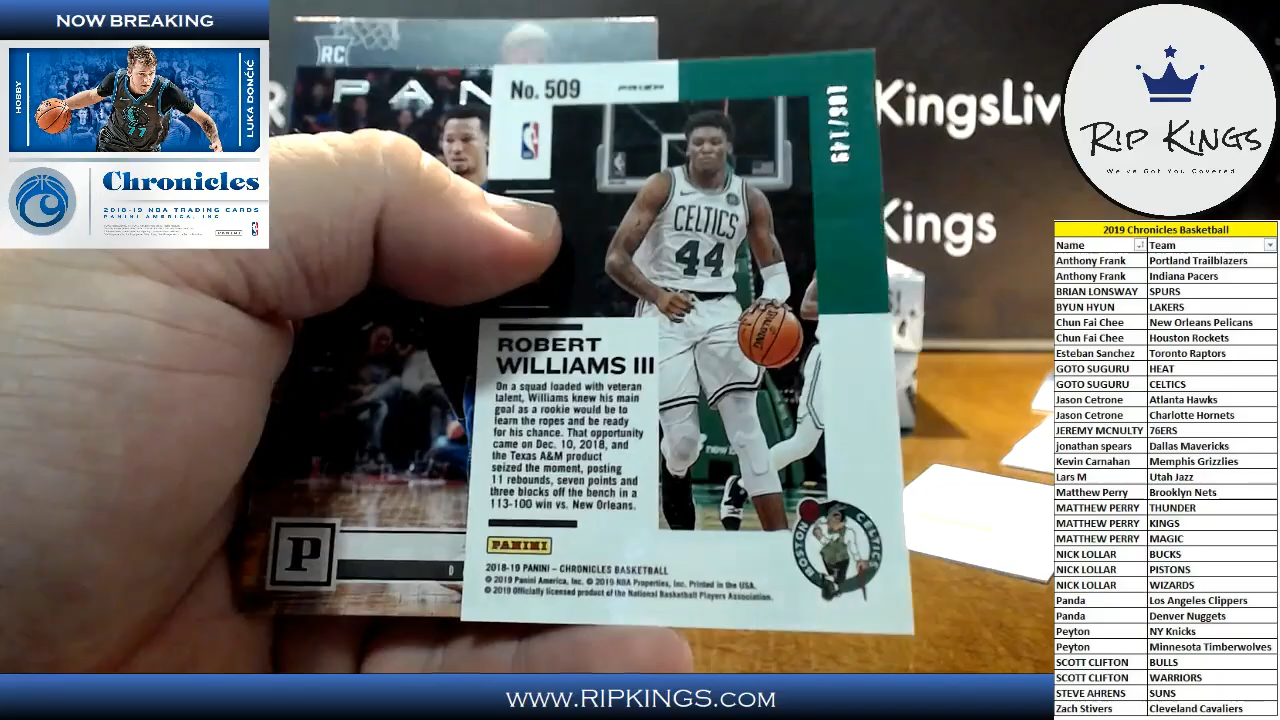 NOW BREAKING
HOBBY
LUKA DONČIĆ
Chronicles
2018-19 NBA TRADING CARDS
PANINI AMERICA, INC.
PANINI
RC
PAN
KingsLiv
Kings
No. 509
CELTICS
44
SPALDING
ROBERT
WILLIAMS III
On a squad loaded with veteran
talent, Williams knew his main
goal as a rookie would be to
learn the ropes and be ready
for his chance. That opportunity
came on Dec. 10, 2018, and
the Texas A&M product
seized the moment, posting
11 rebounds, seven points and
three blocks off the bench in a
113-100 win vs. New Orleans.
PANINI
2018-19 PANINI – CHRONICLES BASKETBALL
© 2019 Panini America, Inc. © 2019 NBA Properties, Inc. Printed in the USA.
© 2019 Officially licensed product of the National Basketball Players Association.
BOSTON CELTICS
P
D
RIP KINGS
We've Got You Covered
2019 Chronicles Basketball
Name Team
Anthony Frank Portland Trailblazers
Anthony Frank Indiana Pacers
BRIAN LONSWAY SPURS
BYUN HYUN LAKERS
Chun Fai Chee New Orleans Pelicans
Chun Fai Chee Houston Rockets
Esteban Sanchez Toronto Raptors
GOTO SUGURU HEAT
GOTO SUGURU CELTICS
Jason Cetrone Atlanta Hawks
Jason Cetrone Charlotte Hornets
JEREMY MCNULTY 76ERS
jonathan spears Dallas Mavericks
Kevin Carnahan Memphis Grizzlies
Lars M Utah Jazz
Matthew Perry Brooklyn Nets
MATTHEW PERRY THUNDER
MATTHEW PERRY KINGS
MATTHEW PERRY MAGIC
NICK LOLLAR BUCKS
NICK LOLLAR PISTONS
NICK LOLLAR WIZARDS
Panda Los Angeles Clippers
Panda Denver Nuggets
Peyton NY Knicks
Peyton Minnesota Timberwolves
SCOTT CLIFTON BULLS
SCOTT CLIFTON WARRIORS
STEVE AHRENS SUNS
Zach Stivers Cleveland Cavaliers
WWW.RIPKINGS.COM